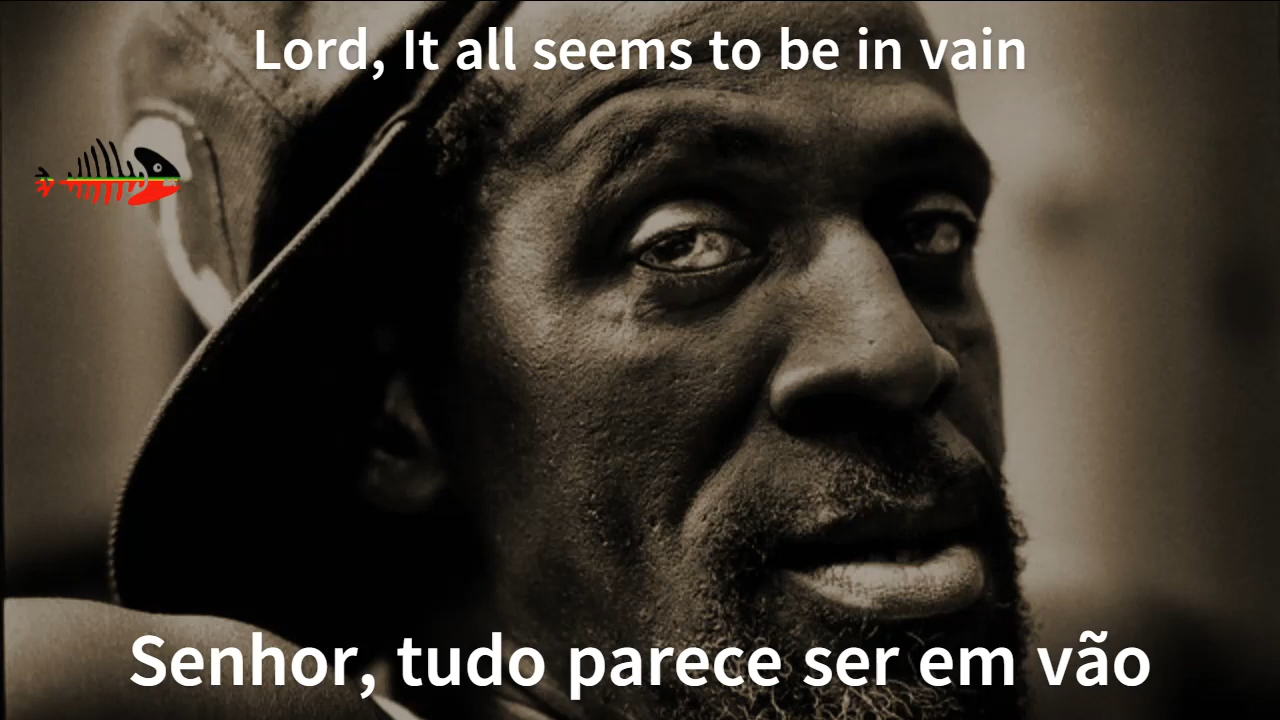 Lord, It all seems to be in vain
Senhor, tudo parece ser em vão